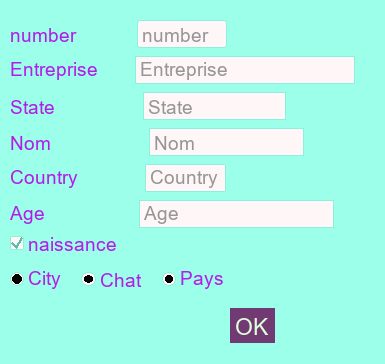 number number
Entreprise Entreprise
State State
Nom Nom
Country Country
Age Age
naissance
City Chat Pays
OK